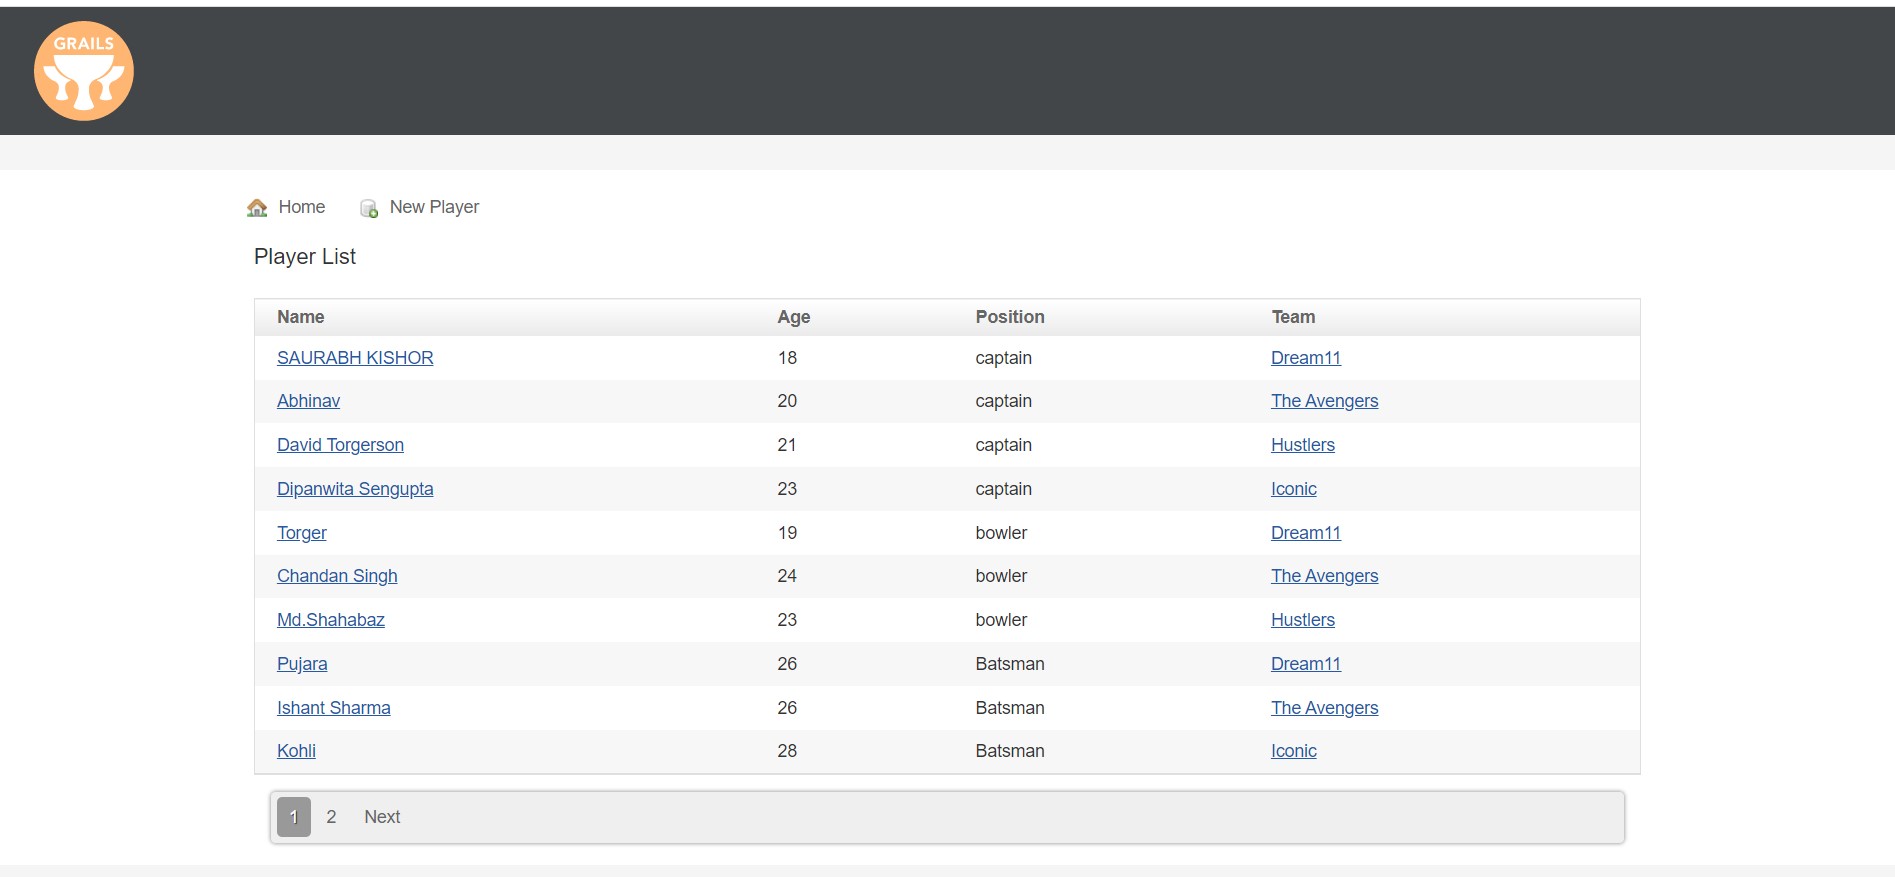 GRAILS
Home New Player
Player List
Name Age Position Team
SAURABH KISHOR 18 captain Dream11
Abhinav 20 captain The Avengers
David Torgerson 21 captain Hustlers
Dipanwita Sengupta 23 captain Iconic
Torger 19 bowler Dream11
Chandan Singh 24 bowler The Avengers
Md.Shahabaz 23 bowler Hustlers
Pujara 26 Batsman Dream11
Ishant Sharma 26 Batsman The Avengers
Kohli 28 Batsman Iconic
1 2 Next